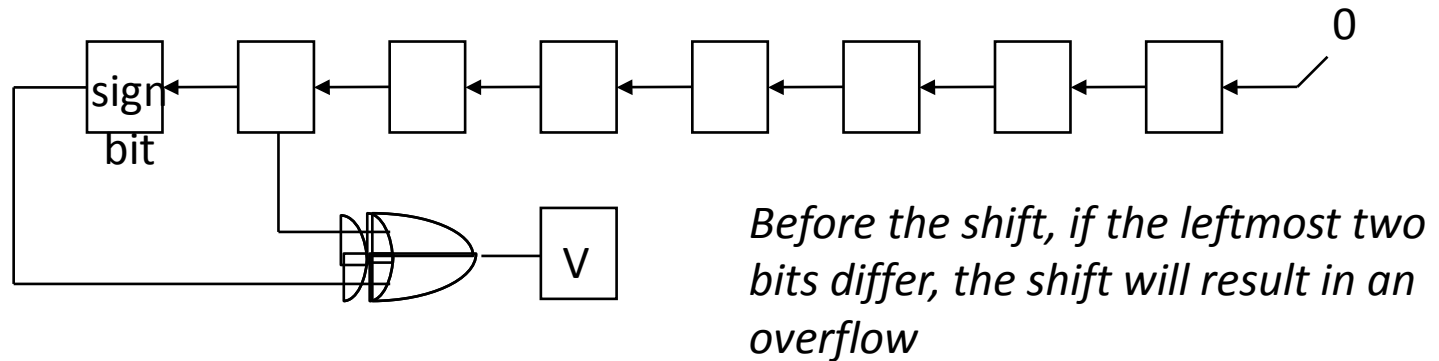 0
sign
bit
V
Before the shift, if the leftmost two
bits differ, the shift will result in an
overflow